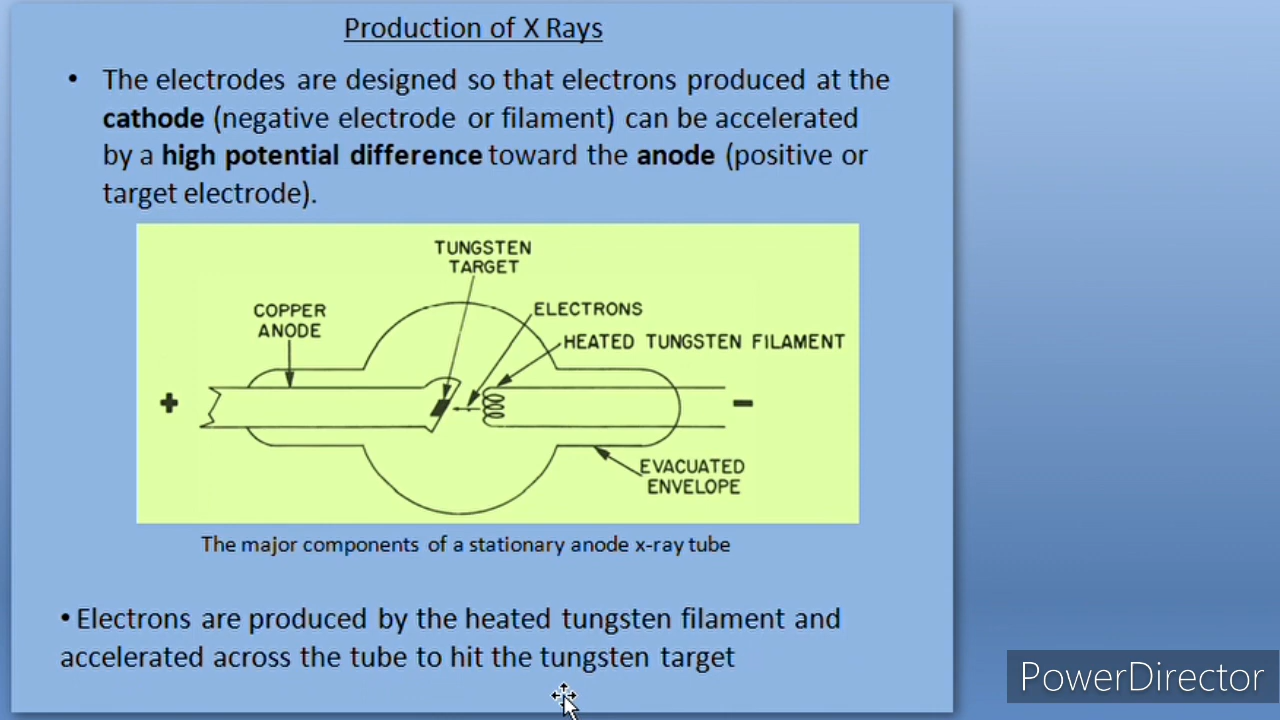 Production of X Rays
• The electrodes are designed so that electrons produced at the
cathode (negative electrode or filament) can be accelerated
by a high potential difference toward the anode (positive or
target electrode).
TUNGSTEN
TARGET
COPPER
ANODE
ELECTRONS
HEATED TUNGSTEN FILAMENT
+
−
EVACUATED
ENVELOPE
The major components of a stationary anode x-ray tube
• Electrons are produced by the heated tungsten filament and
accelerated across the tube to hit the tungsten target
PowerDirector